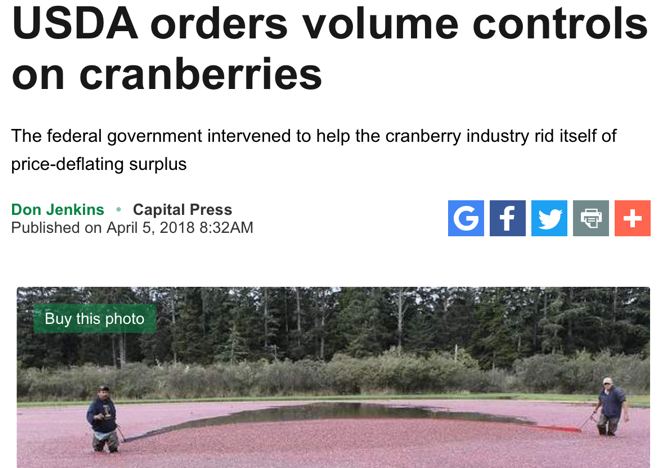 USDA orders volume controls
on cranberries
The federal government intervened to help the cranberry industry rid itself of
price-deflating surplus
Don Jenkins • Capital Press
Published on April 5, 2018 8:32AM
Buy this photo